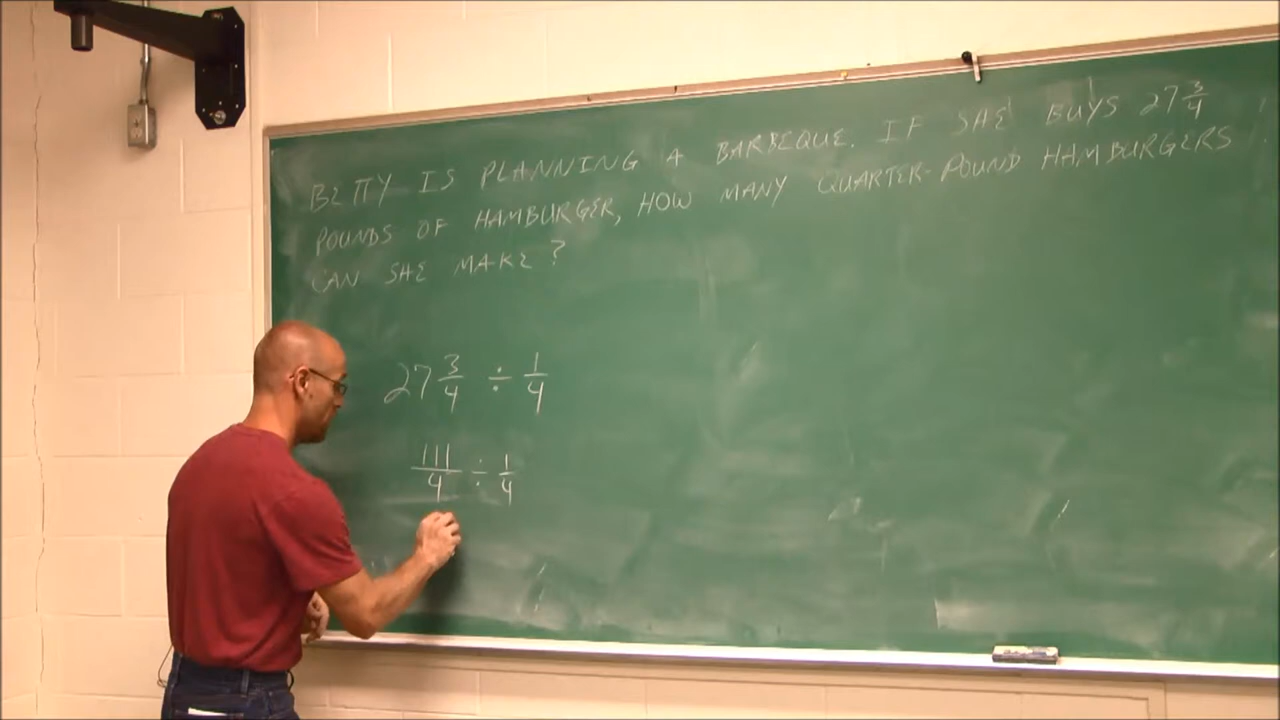 BETTY IS PLANNING A BARBEQUE. IF SHE BUYS 27 3/4
POUNDS OF HAMBURGER, HOW MANY QUARTER-POUND HAMBURGERS
CAN SHE MAKE?
27 3/4 ÷ 1/4
111/4 ÷ 1/4